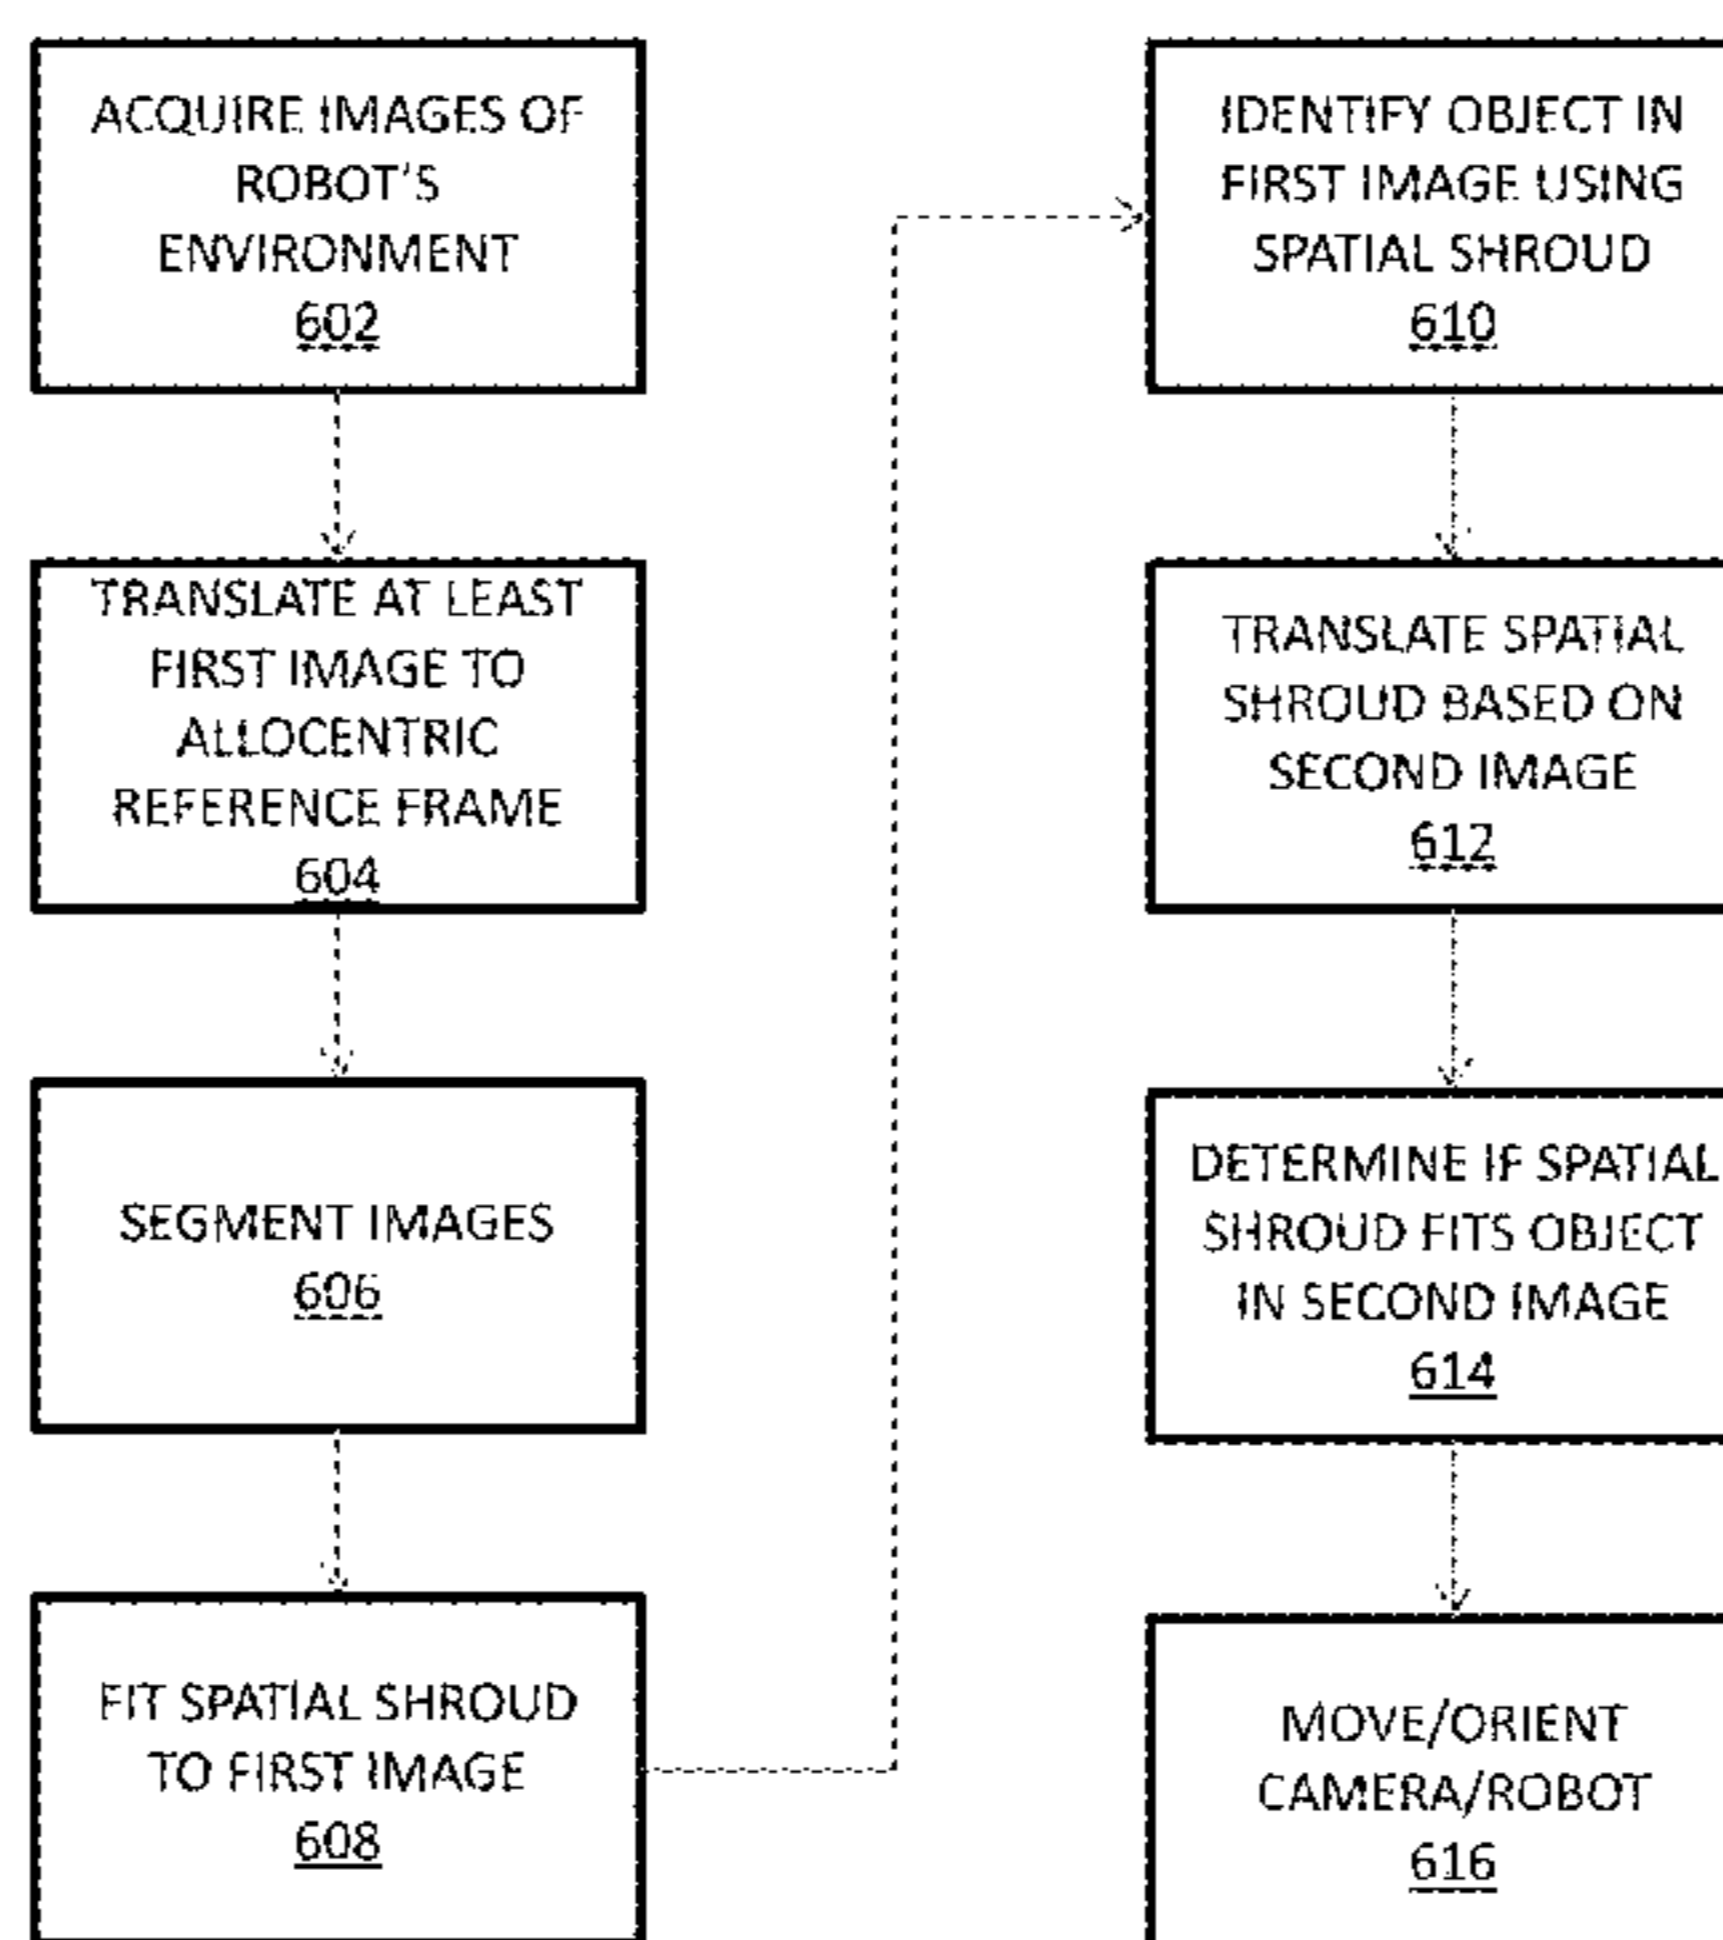 ACQUIRE IMAGES OF
ROBOT'S
ENVIRONMENT
602
TRANSLATE AT LEAST
FIRST IMAGE TO
ALLOCENTRIC
REFERENCE FRAME
604
SEGMENT IMAGES
606
FIT SPATIAL SHROUD
TO FIRST IMAGE
608
IDENTIFY OBJECT IN
FIRST IMAGE USING
SPATIAL SHROUD
610
TRANSLATE SPATIAL
SHROUD BASED ON
SECOND IMAGE
612
DETERMINE IF SPATIAL
SHROUD FITS OBJECT
IN SECOND IMAGE
614
MOVE/ORIENT
CAMERA/ROBOT
616